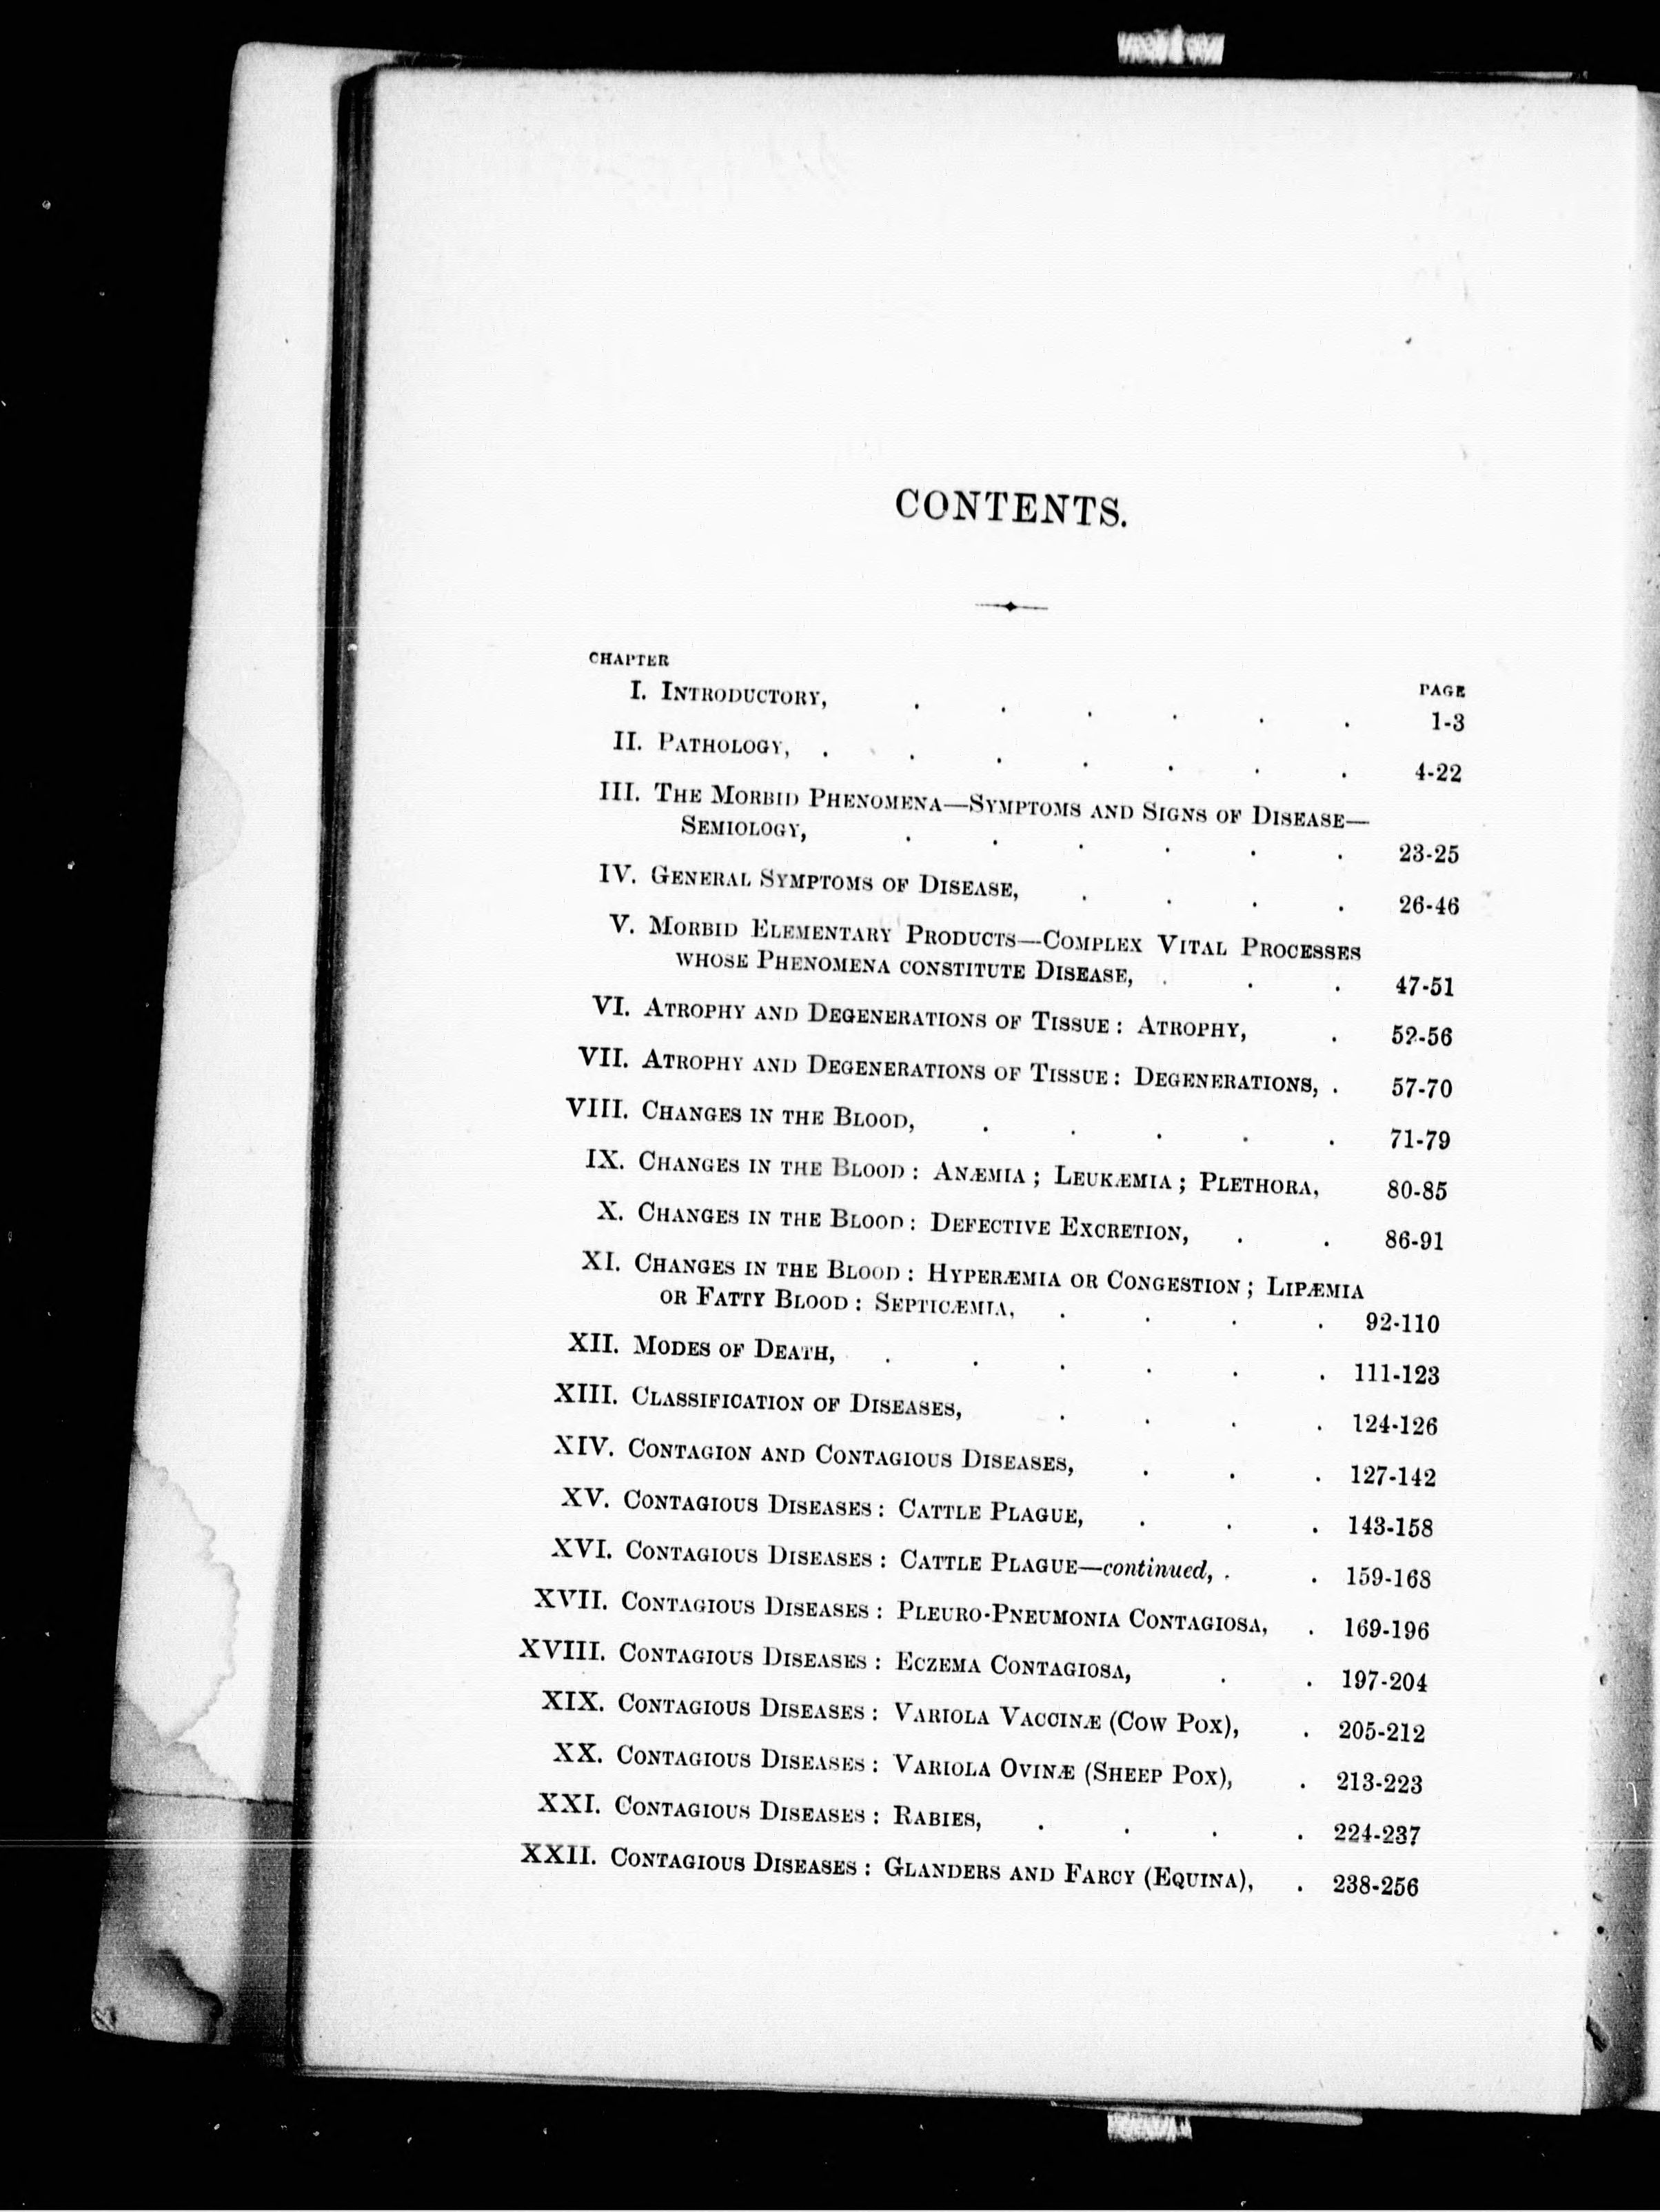 CONTENTS.
CHAPTER PAGE
I. INTRODUCTORY, . . . . . . 1-3
II. PATHOLOGY, . . . . . . . 4-22
III. THE MORBID PHENOMENA—SYMPTOMS AND SIGNS OF DISEASE—
SEMIOLOGY, . . . . . . 23-25
IV. GENERAL SYMPTOMS OF DISEASE, . . . . 26-46
V. MORBID ELEMENTARY PRODUCTS—COMPLEX VITAL PROCESSES
WHOSE PHENOMENA CONSTITUTE DISEASE, . . . 47-51
VI. ATROPHY AND DEGENERATIONS OF TISSUE: ATROPHY, . 52-56
VII. ATROPHY AND DEGENERATIONS OF TISSUE: DEGENERATIONS, . 57-70
VIII. CHANGES IN THE BLOOD, . . . . . 71-79
IX. CHANGES IN THE BLOOD: ANÆMIA; LEUKÆMIA; PLETHORA, 80-85
X. CHANGES IN THE BLOOD: DEFECTIVE EXCRETION, . . 86-91
XI. CHANGES IN THE BLOOD: HYPERÆMIA OR CONGESTION; LIPÆMIA
OR FATTY BLOOD: SEPTICÆMIA, . . . . 92-110
XII. MODES OF DEATH, . . . . . . 111-123
XIII. CLASSIFICATION OF DISEASES, . . . . 124-126
XIV. CONTAGION AND CONTAGIOUS DISEASES, . . . 127-142
XV. CONTAGIOUS DISEASES: CATTLE PLAGUE, . . . 143-158
XVI. CONTAGIOUS DISEASES: CATTLE PLAGUE—continued, . . 159-168
XVII. CONTAGIOUS DISEASES: PLEURO-PNEUMONIA CONTAGIOSA, . 169-196
XVIII. CONTAGIOUS DISEASES: ECZEMA CONTAGIOSA, . . 197-204
XIX. CONTAGIOUS DISEASES: VARIOLA VACCINÆ (COW POX), . 205-212
XX. CONTAGIOUS DISEASES: VARIOLA OVINÆ (SHEEP POX), . 213-223
XXI. CONTAGIOUS DISEASES: RABIES, . . . . 224-237
XXII. CONTAGIOUS DISEASES: GLANDERS AND FARCY (EQUINA), . 238-256